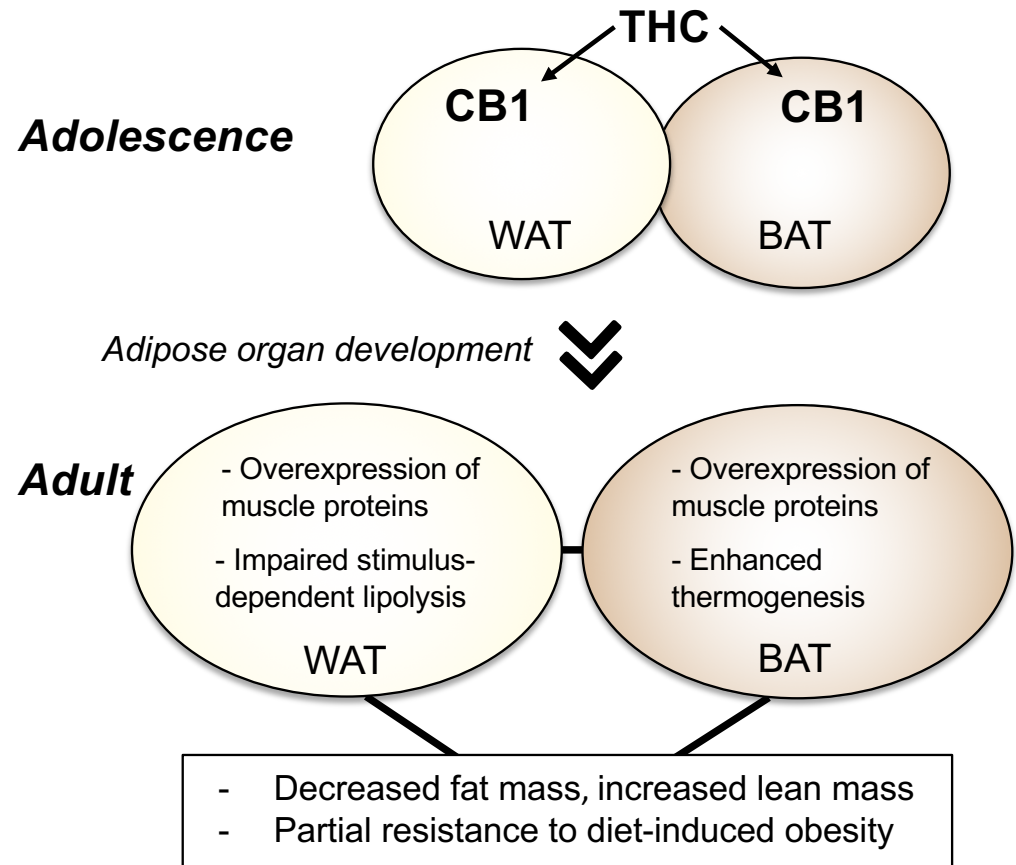 THC
CB1
CB1
Adolescence
WAT
BAT
Adipose organ development
Adult
- Overexpression of
muscle proteins
- Impaired stimulus-
dependent lipolysis
WAT
- Overexpression of
muscle proteins
- Enhanced
thermogenesis
BAT
- Decreased fat mass, increased lean mass
- Partial resistance to diet-induced obesity